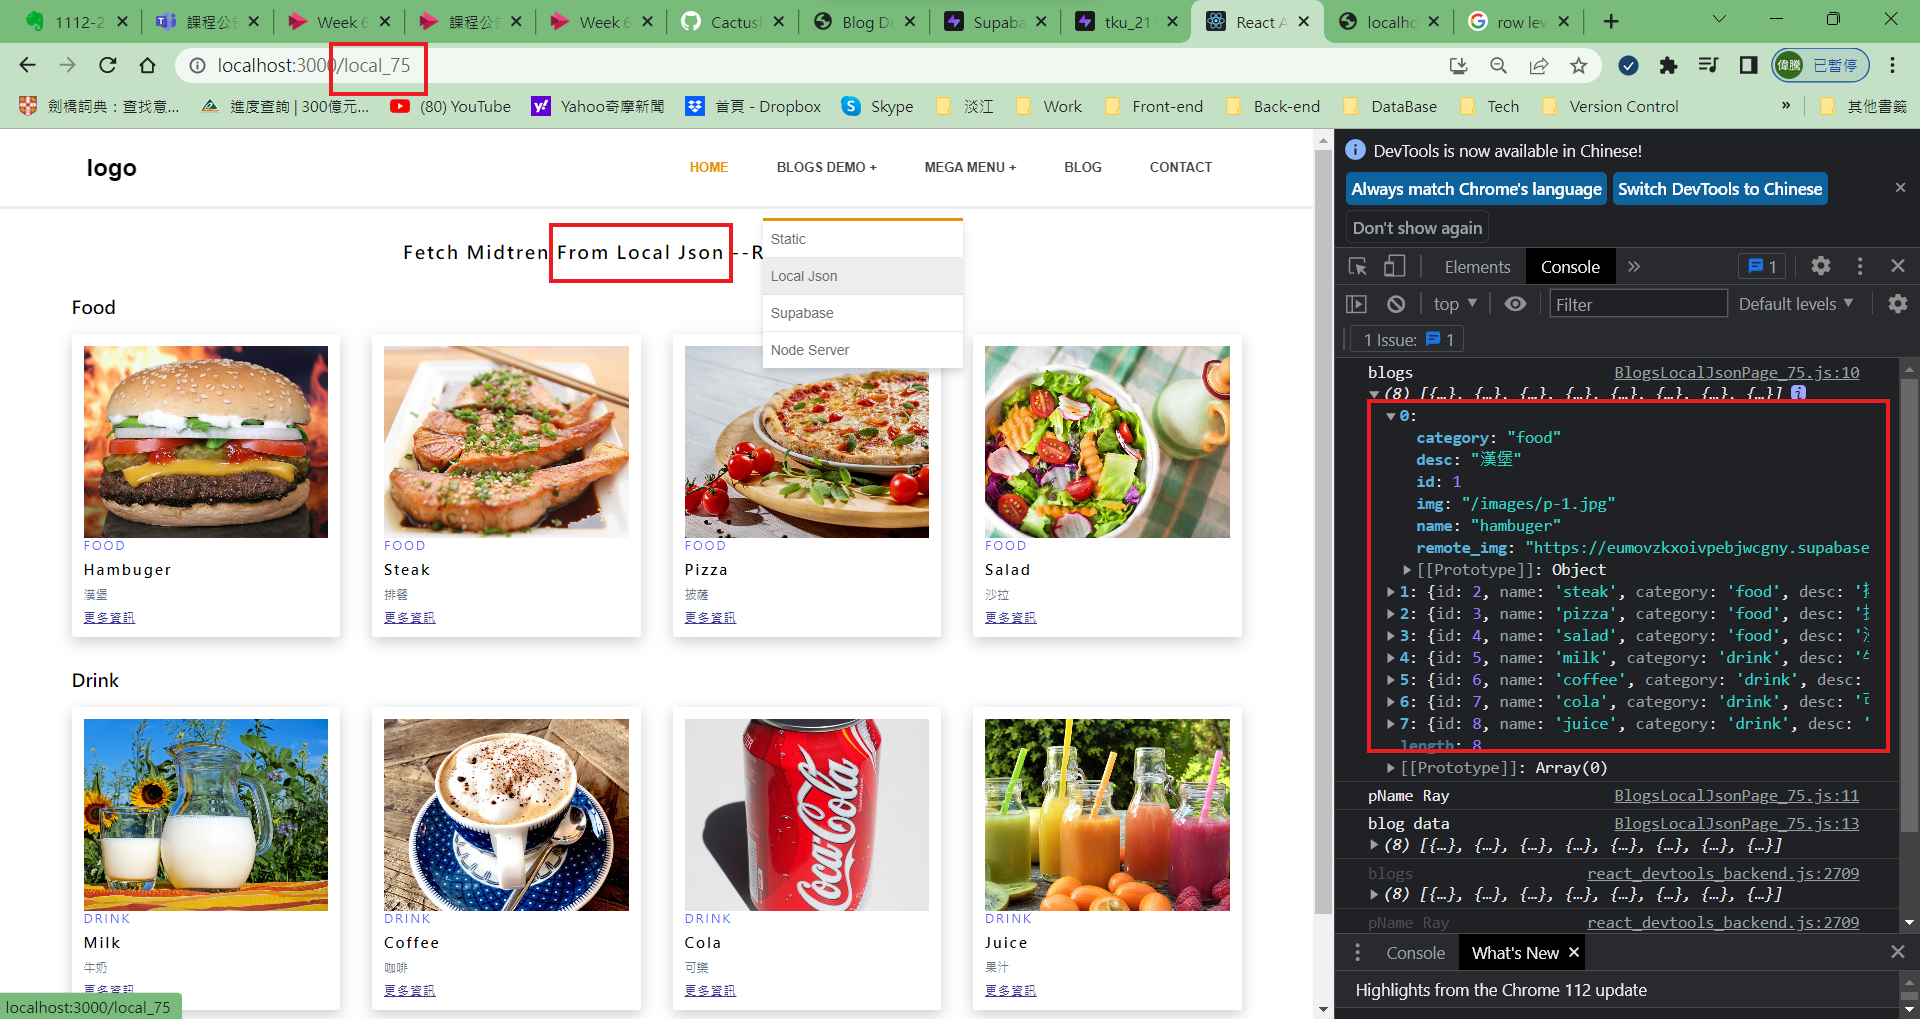 1112-2
課程公告
Week 6
課程公告
Week 6
Cactus
Blog De
Supaba
tku_21
React A
localho
row lev
localhost:3000/local_75
偉騰
已暫停
劍橋詞典：查找意...
進度查詢 | 300億元...
(80) YouTube
Yahoo奇摩新聞
首頁 - Dropbox
Skype
淡江
Work
Front-end
Back-end
DataBase
Tech
Version Control
»
其他書籤
logo
HOME
BLOGS DEMO +
MEGA MENU +
BLOG
CONTACT
Static
Local Json
Supabase
Node Server
Fetch Midtren From Local Json --R
Food
FOOD
Hambuger
漢堡
更多資訊
FOOD
Steak
排餐
更多資訊
FOOD
Pizza
披薩
更多資訊
FOOD
Salad
沙拉
更多資訊
Drink
Coca-Cola
DRINK
Milk
牛奶
更多資訊
DRINK
Coffee
咖啡
更多資訊
DRINK
Cola
可樂
更多資訊
DRINK
Juice
果汁
更多資訊
localhost:3000/local_75
DevTools is now available in Chinese!
Always match Chrome's language
Switch DevTools to Chinese
Don't show again
Elements
Console
»
1
top
Filter
Default levels
1 Issue:
1
blogs
BlogsLocalJsonPage_75.js:10
(8) [{…}, {…}, {…}, {…}, {…}, {…}, {…}, {…}]
0:
category: "food"
desc: "漢堡"
id: 1
img: "/images/p-1.jpg"
name: "hambuger"
remote_img: "https://eumovzkxoivpebjwcgny.supabase
[[Prototype]]: Object
1: {id: 2, name: 'steak', category: 'food', desc: '
2: {id: 3, name: 'pizza', category: 'food', desc: '
3: {id: 4, name: 'salad', category: 'food', desc: '
4: {id: 5, name: 'milk', category: 'drink', desc: '
5: {id: 6, name: 'coffee', category: 'drink', desc:
6: {id: 7, name: 'cola', category: 'drink', desc: '
7: {id: 8, name: 'juice', category: 'drink', desc: '
length: 8
[[Prototype]]: Array(0)
pName Ray
BlogsLocalJsonPage_75.js:11
blog data
BlogsLocalJsonPage_75.js:13
(8) [{…}, {…}, {…}, {…}, {…}, {…}, {…}, {…}]
blogs
react_devtools_backend.js:2709
(8) [{…}, {…}, {…}, {…}, {…}, {…}, {…}, {…}]
pName Ray
react_devtools_backend.js:2709
Console
What's New
Highlights from the Chrome 112 update